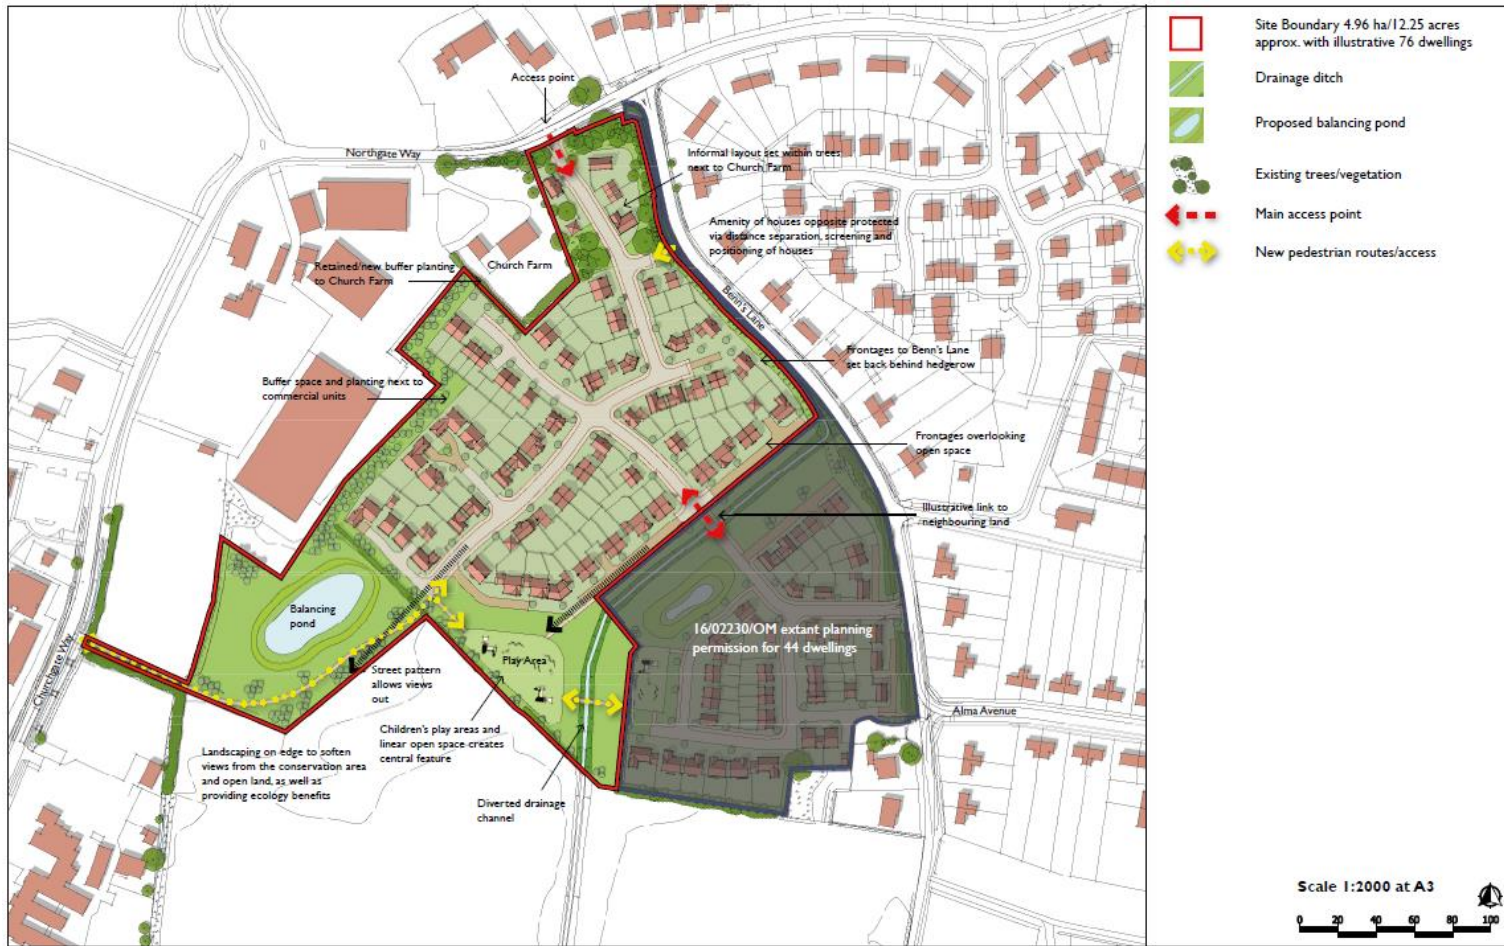 Site Boundary 4.96 ha/12.25 acres
approx. with illustrative 76 dwellings
Drainage ditch
Proposed balancing pond
Existing trees/vegetation
Main access point
New pedestrian routes/access
Access point
Northgate Way
Informal layout set within trees
next to Church Farm
Amenity of houses opposite protected
via distance separation, screening and
positioning of houses
Church Farm
Retained/new buffer planting
to Church Farm
Benn's Lane
Frontages to Benn's Lane
set back behind hedgerow
Buffer space and planting next to
commercial units
Frontages overlooking
open space
Illustrative link to
neighbouring land
Balancing
pond
16/02230/OM extant planning
permission for 44 dwellings
Churchgate Way
Play Area
Street pattern
allows views
out
Alma Avenue
Children's play areas and
linear open space creates
central feature
Landscaping on edge to soften
views from the conservation area
and open land, as well as
providing ecology benefits
Diverted drainage
channel
Scale 1:2000 at A3
0 20 40 60 80 100